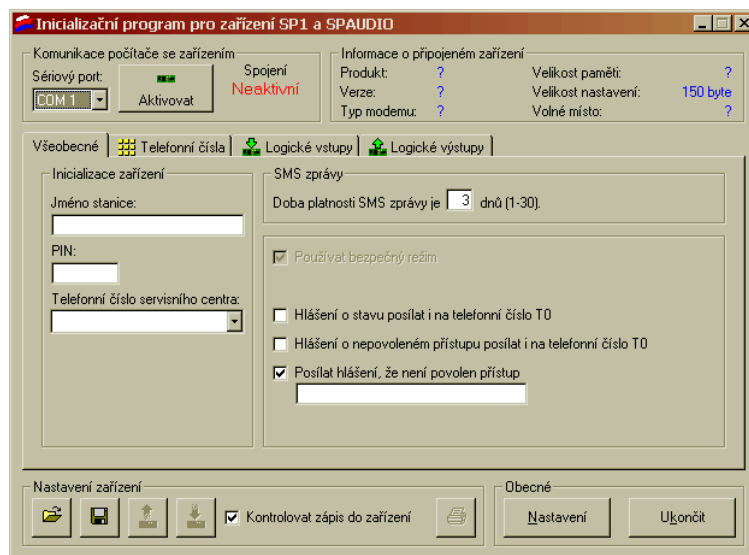 Inicializační program pro zařízení SP1 a SPAUDIO
Komunikace počítače se zařízením
Sériový port:
COM 1
Aktivovat
Spojení
Neaktivní
Informace o připojeném zařízení
Produkt: ?
Verze: ?
Typ modemu: ?
Velikost paměti: ?
Velikost nastavení: 150 byte
Volné místo: ?
Všeobecné
Telefonní čísla
Logické vstupy
Logické výstupy
Inicializace zařízení
Jméno stanice:
PIN:
Telefonní číslo servisního centra:
SMS zprávy
Doba platnosti SMS zprávy je 3 dnů (1-30).
Používat bezpečný režim
Hlášení o stavu posílat i na telefonní číslo T0
Hlášení o nepovoleném přístupu posílat i na telefonní číslo T0
Posílat hlášení, že není povolen přístup
Nastavení zařízení
Kontrolovat zápis do zařízení
Obecné
Nastavení
Ukončit